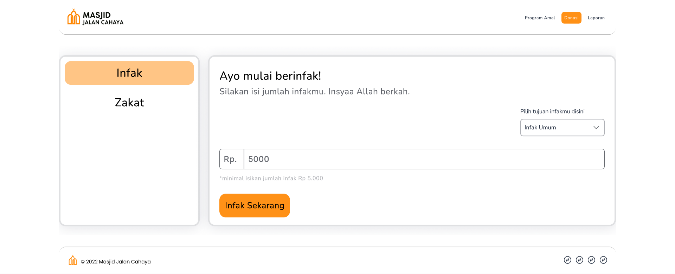 MASJID
JALAN CAHAYA
Program Amal
Donasi
Laporan
Infak
Zakat
Ayo mulai berinfak!
Silakan isi jumlah infakmu. Insyaa Allah berkah.
Pilih tujuan infakmu disini
Infak Umum
Rp. 5000
*minimal isikan jumlah infak Rp 5.000
Infak Sekarang
© 2022 Masjid Jalan Cahaya